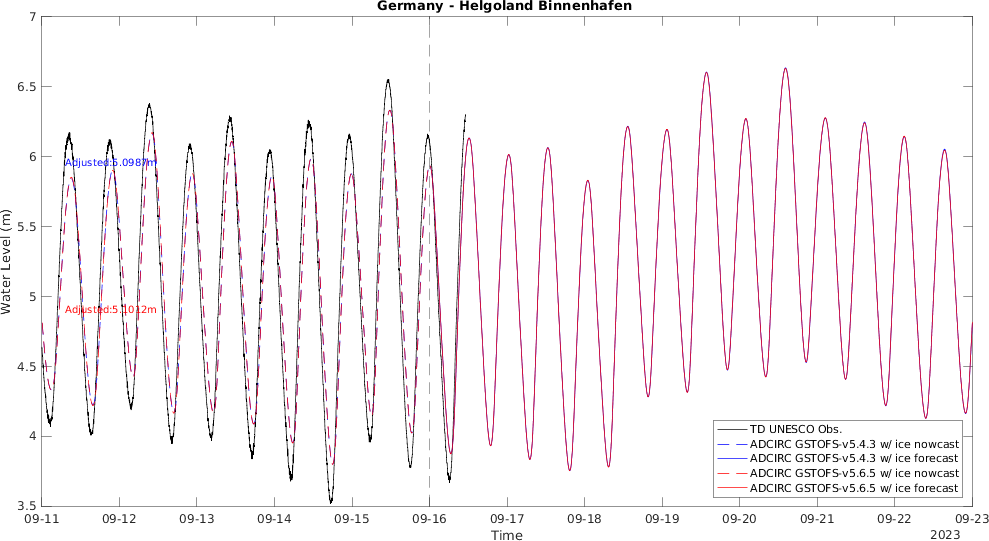 Germany - Helgoland Binnenhafen
7
6.5
6
5.5
5
4.5
4
3.5
Water Level (m)
Adjusted:5.0987m
Adjusted:5.1012m
TD UNESCO Obs.
ADCIRC GSTOFS-v5.4.3 w/ ice nowcast
ADCIRC GSTOFS-v5.4.3 w/ ice forecast
ADCIRC GSTOFS-v5.6.5 w/ ice nowcast
ADCIRC GSTOFS-v5.6.5 w/ ice forecast
09-11 09-12 09-13 09-14 09-15 09-16 09-17 09-18 09-19 09-20 09-21 09-22 09-23
Time
2023